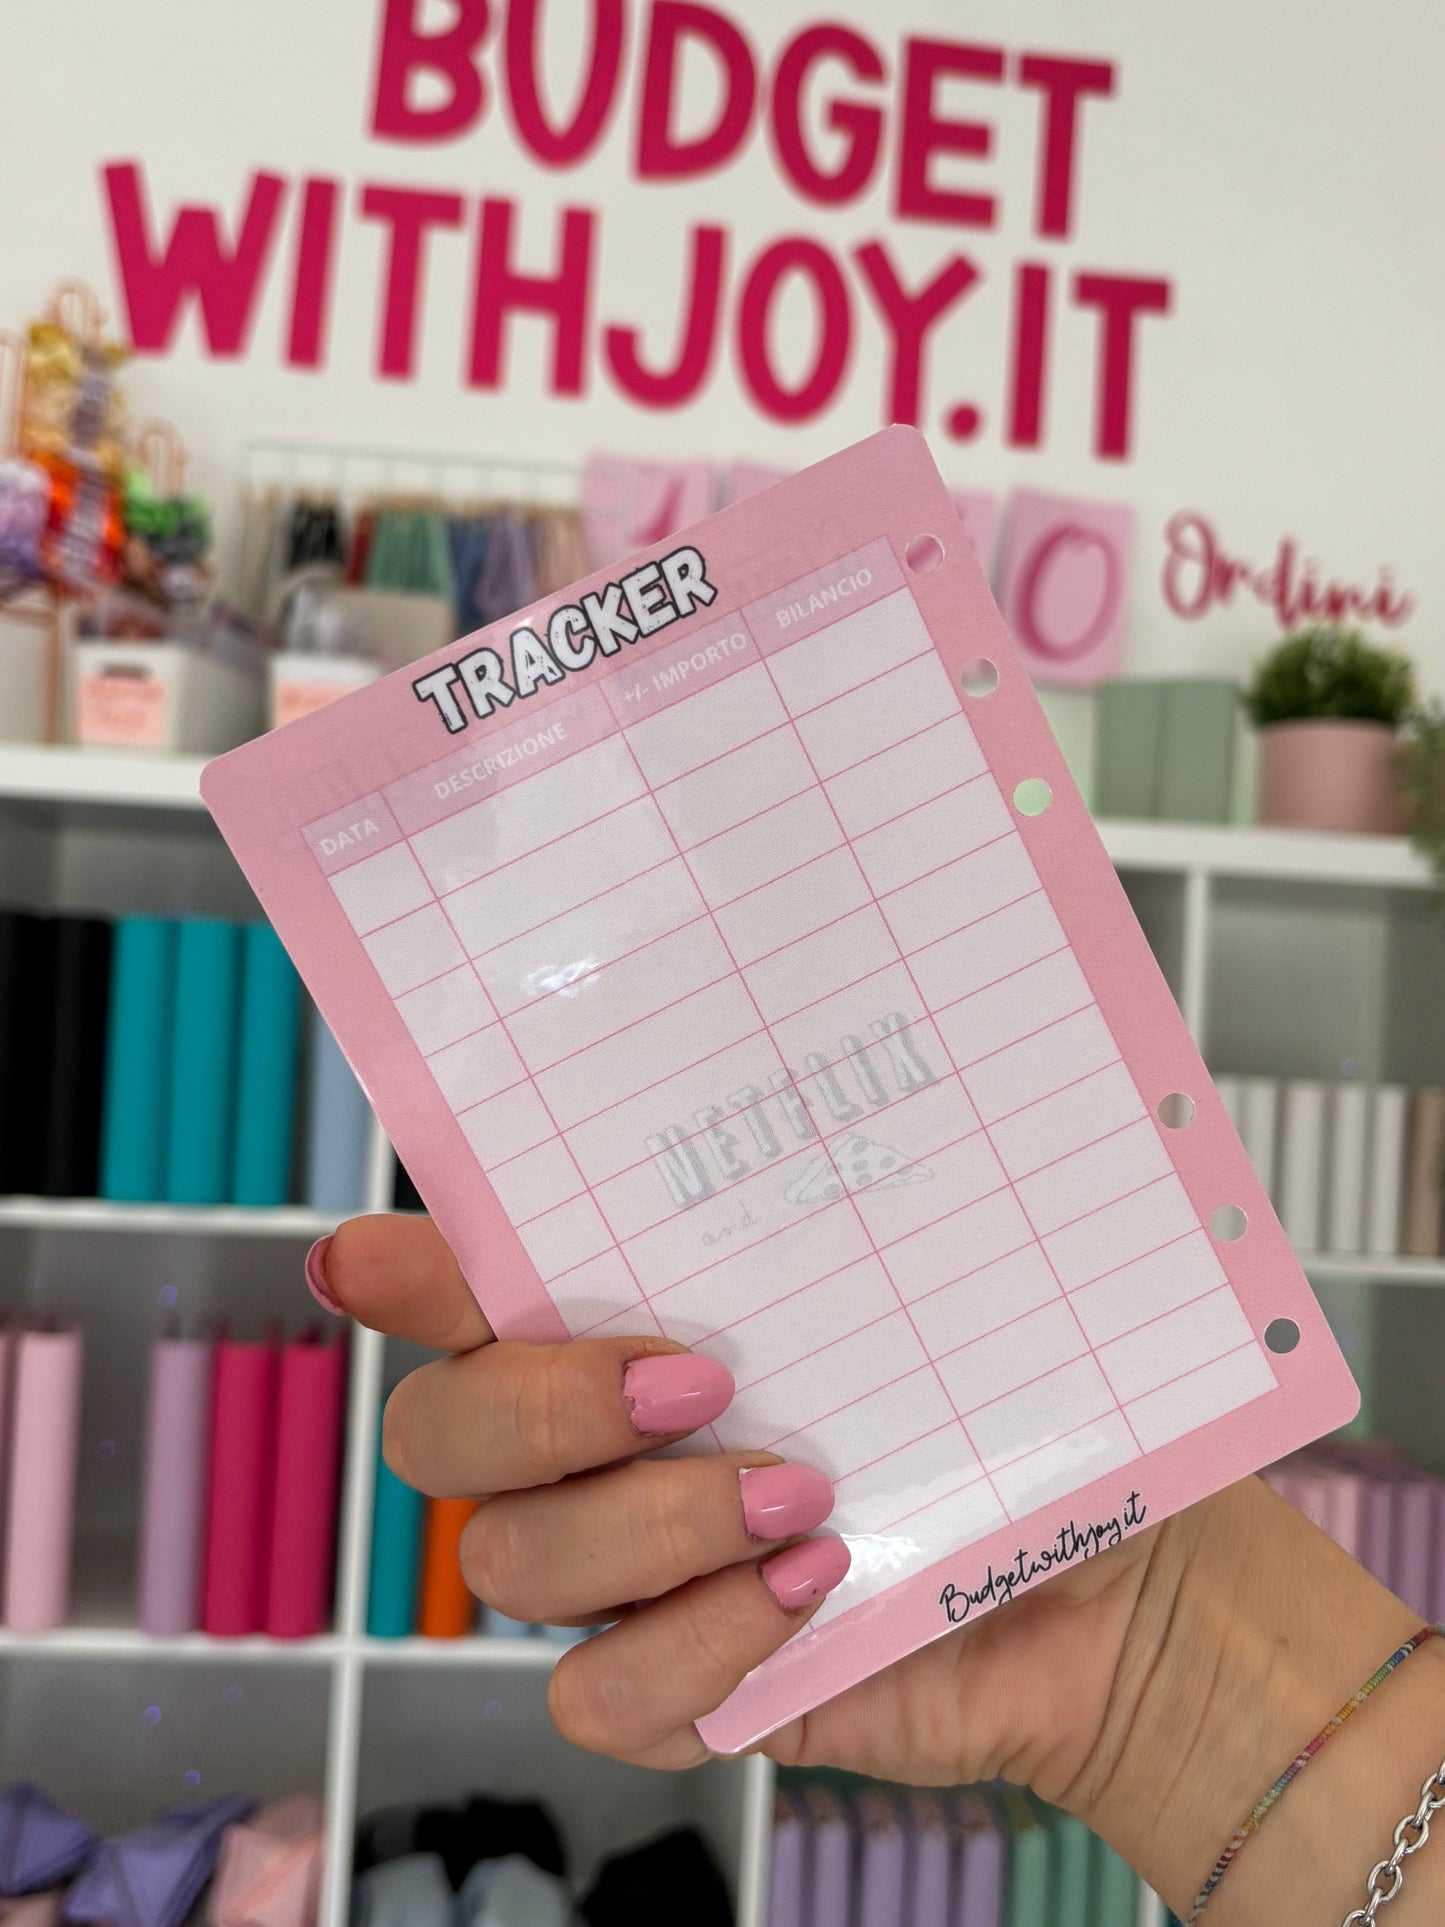 BUDGET
WITHJOY.IT
Ordini
TRACKER
DATA DESCRIZIONE +/- IMPORTO BILANCIO
NETFLIX
and
Budgetwithjoy.it